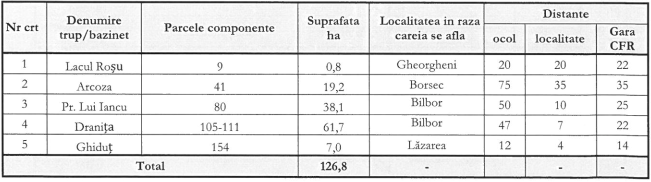 Nr crt Denumire trup/bazinet Parcele componente Suprafata ha Localitatea in raza careia se afla Distante
ocol localitate Gara CFR
1 Lacul Roșu 9 0,8 Gheorgheni 20 20 22
2 Arcoza 41 19,2 Borsec 75 35 35
3 Pr. Lui Iancu 80 38,1 Bilbor 50 10 25
4 Dranița 105-111 61,7 Bilbor 47 7 22
5 Ghiduț 154 7,0 Lăzarea 12 4 14
Total 126,8 - - - -